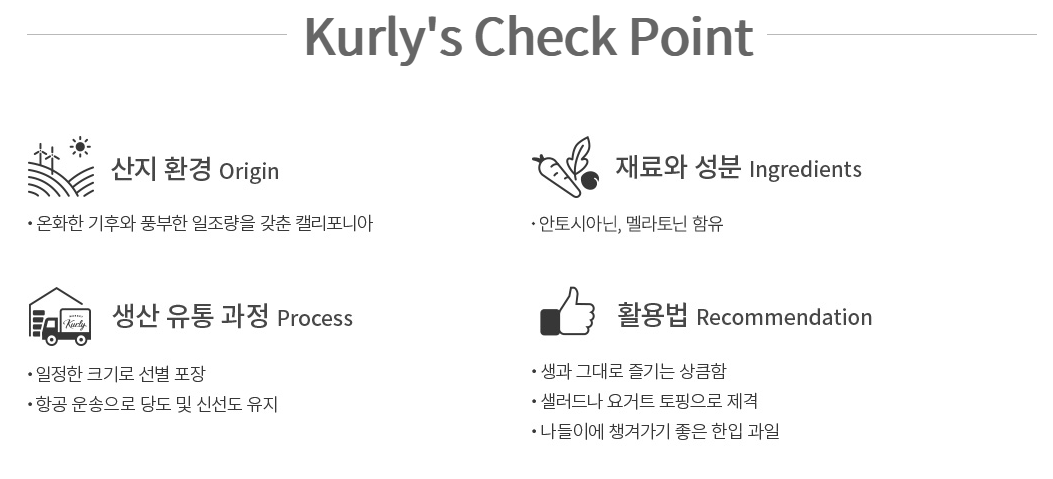 Kurly's Check Point
산지 환경 Origin
• 온화한 기후와 풍부한 일조량을 갖춘 캘리포니아
재료와 성분 Ingredients
• 안토시아닌, 멜라토닌 함유
Kurly
생산 유통 과정 Process
• 일정한 크기로 선별 포장
• 항공 운송으로 당도 및 신선도 유지
활용법 Recommendation
• 생과 그대로 즐기는 상큼함
• 샐러드나 요거트 토핑으로 제격
• 나들이에 챙겨가기 좋은 한입 과일